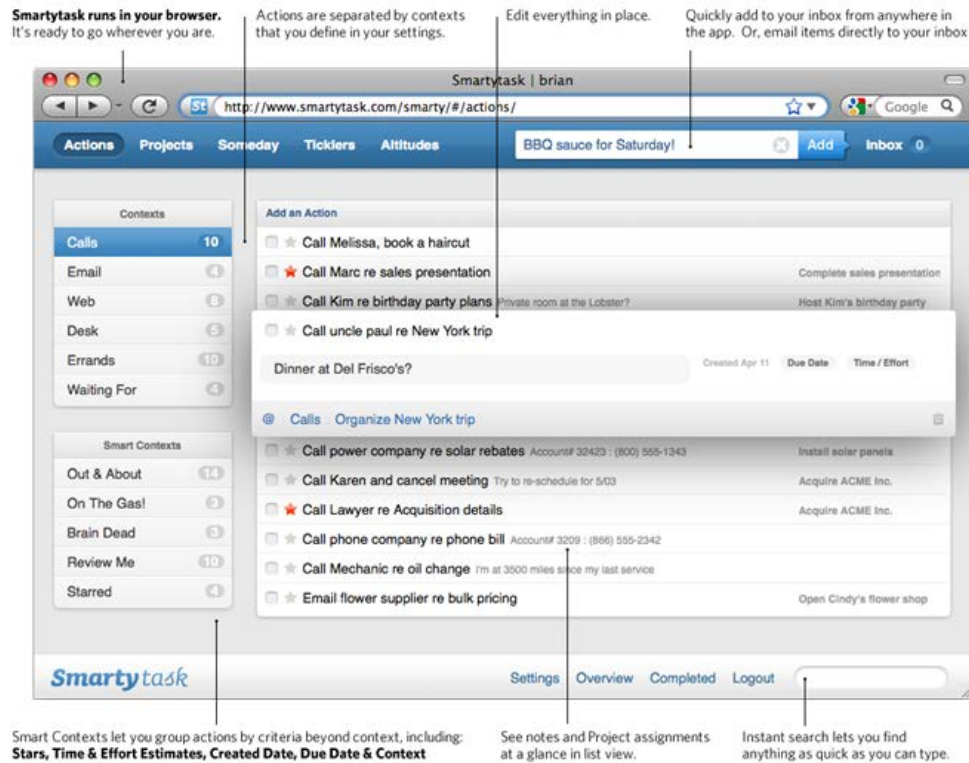 Smartytask runs in your browser.
It's ready to go wherever you are.
Actions are separated by contexts
that you define in your settings.
Edit everything in place.
Quickly add to your inbox from anywhere in
the app. Or, email items directly to your inbox
Smartytask | brian
St http://www.smartytask.com/smarty/#/actions/
Google
Actions Projects Someday Ticklers Altitudes
BBQ sauce for Saturday! Add Inbox 0
Contexts
Calls 10
Email 4
Web 8
Desk 5
Errands 10
Waiting For 4
Smart Contexts
Out & About 14
On The Gas! 3
Brain Dead 3
Review Me 10
Starred 4
Add an Action
Call Melissa, book a haircut
Call Marc re sales presentation Complete sales presentation
Call Kim re birthday party plans Private room at the Lobster? Host Kim's birthday party
Call uncle paul re New York trip
Dinner at Del Frisco's? Created Apr 11 Due Date Time / Effort
@ Calls Organize New York trip
Call power company re solar rebates Account# 32423 : (800) 555-1343 Install solar panels
Call Karen and cancel meeting Try to re-schedule for 5/03 Acquire ACME Inc.
Call Lawyer re Acquisition details Acquire ACME Inc.
Call phone company re phone bill Account# 3209 : (866) 555-2342
Call Mechanic re oil change I'm at 3500 miles since my last service
Email flower supplier re bulk pricing Open Cindy's flower shop
Smartytask
Settings Overview Completed Logout
Smart Contexts let you group actions by criteria beyond context, including:
Stars, Time & Effort Estimates, Created Date, Due Date & Context
See notes and Project assignments
at a glance in list view.
Instant search lets you find
anything as quick as you can type.